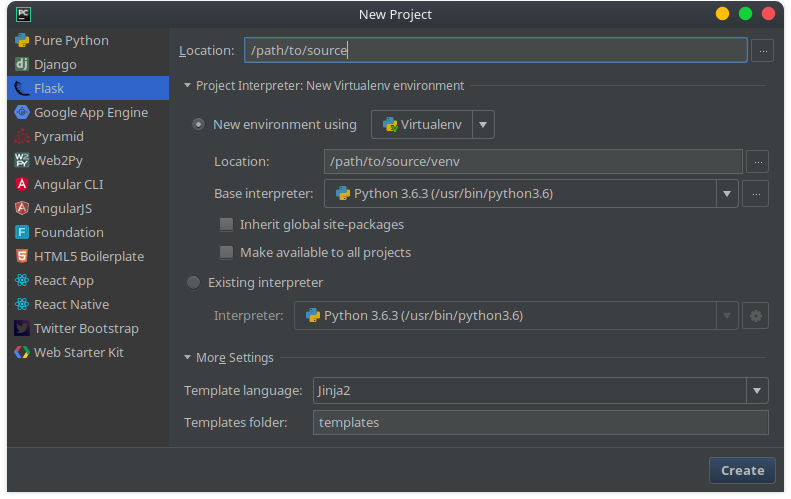 New Project
Pure Python
Django
Flask
Google App Engine
Pyramid
Web2Py
Angular CLI
AngularJS
Foundation
HTML5 Boilerplate
React App
React Native
Twitter Bootstrap
Web Starter Kit
Location: /path/to/source ...
Project Interpreter: New Virtualenv environment
New environment using Virtualenv
Location: /path/to/source/venv ...
Base interpreter: Python 3.6.3 (/usr/bin/python3.6) ...
Inherit global site-packages
Make available to all projects
Existing interpreter
Interpreter: Python 3.6.3 (/usr/bin/python3.6)
More Settings
Template language: Jinja2
Templates folder: templates
Create